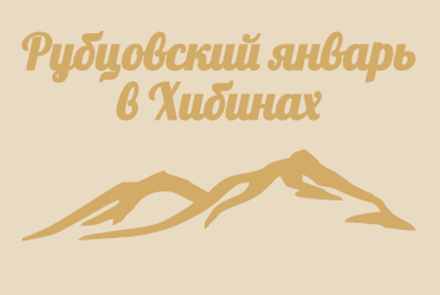 Рубцовский январь
в Хибинах